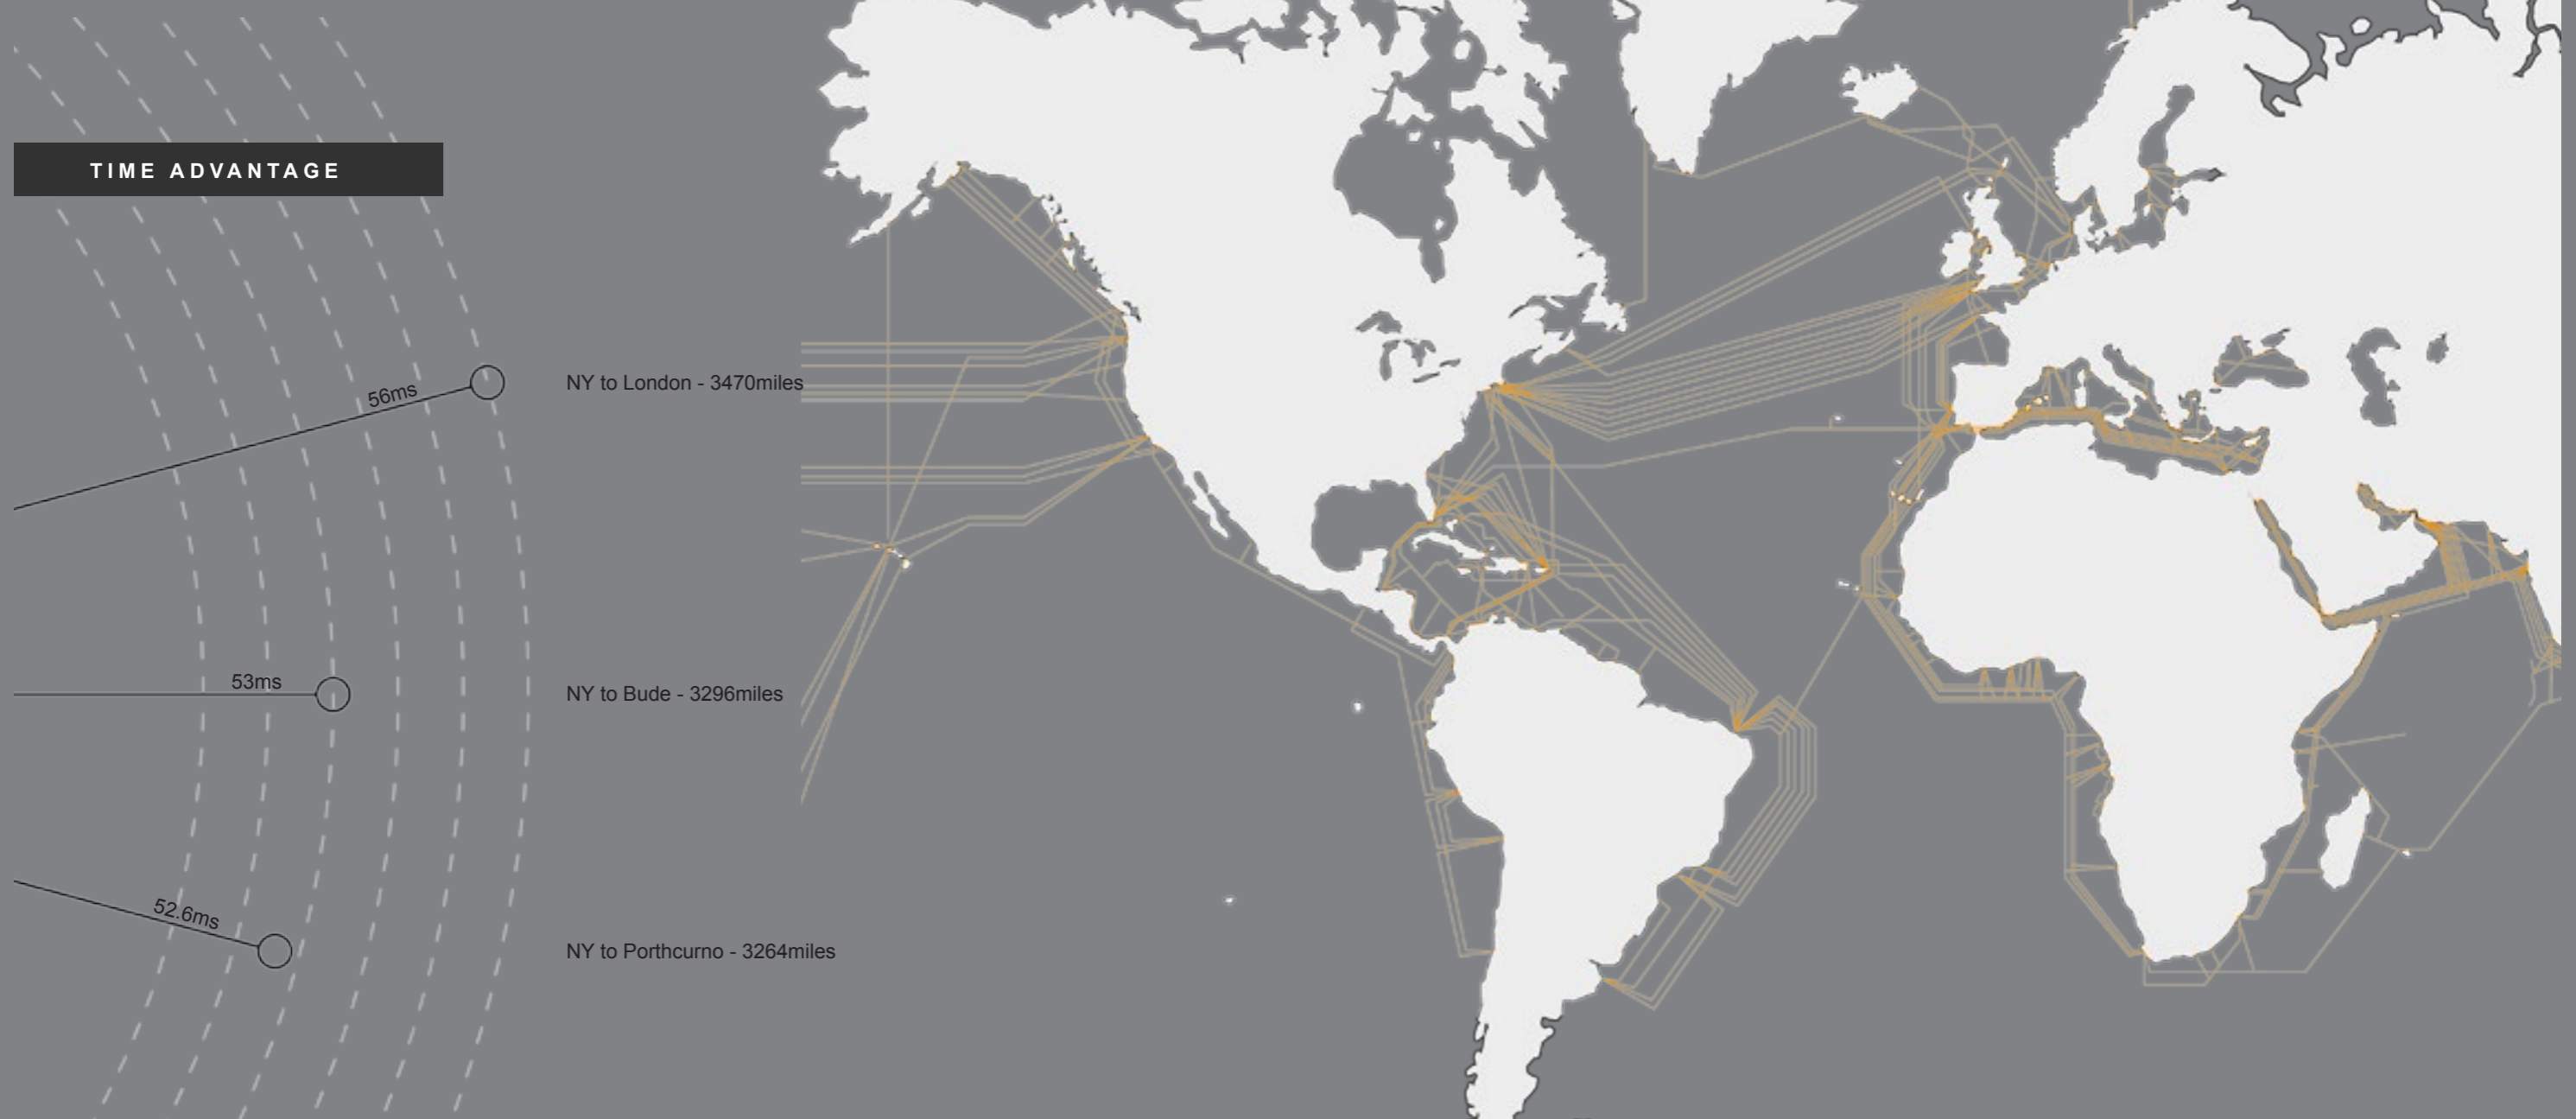 TIME ADVANTAGE
56ms
NY to London - 3470miles
53ms
NY to Bude - 3296miles
52.6ms
NY to Porthcurno - 3264miles